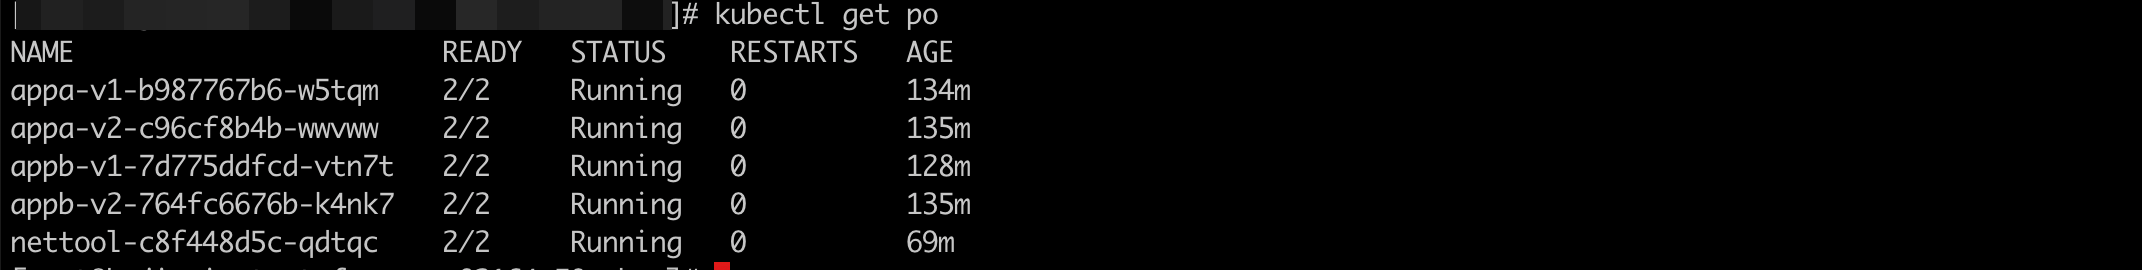 ]# kubectl get po
NAME READY STATUS RESTARTS AGE
appa-v1-b987767b6-w5tqm 2/2 Running 0 134m
appa-v2-c96cf8b4b-wwvww 2/2 Running 0 135m
appb-v1-7d775ddfcd-vtn7t 2/2 Running 0 128m
appb-v2-764fc6676b-k4nk7 2/2 Running 0 135m
nettool-c8f448d5c-qdtqc 2/2 Running 0 69m